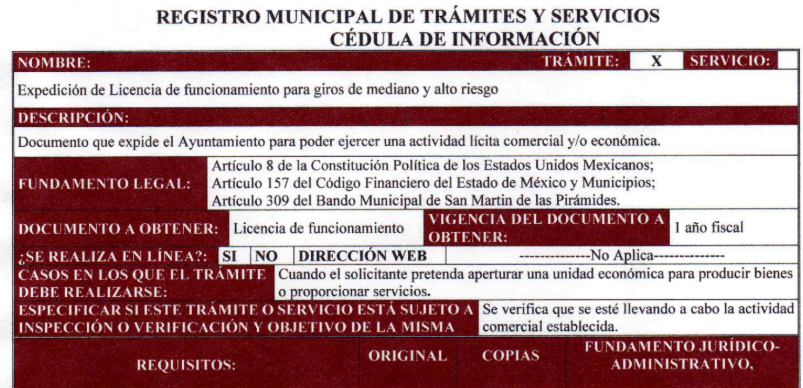 REGISTRO MUNICIPAL DE TRÁMITES Y SERVICIOS
CÉDULA DE INFORMACIÓN
NOMBRE: TRÁMITE: X SERVICIO:
Expedición de Licencia de funcionamiento para giros de mediano y alto riesgo
DESCRIPCIÓN:
Documento que expide el Ayuntamiento para poder ejercer una actividad lícita comercial y/o económica.
FUNDAMENTO LEGAL:
Artículo 8 de la Constitución Política de los Estados Unidos Mexicanos;
Artículo 157 del Código Financiero del Estado de México y Municipios;
Artículo 309 del Bando Municipal de San Martin de las Pirámides.
DOCUMENTO A OBTENER: Licencia de funcionamiento
VIGENCIA DEL DOCUMENTO A
OBTENER:
1 año fiscal
¿SE REALIZA EN LÍNEA?: SI NO DIRECCIÓN WEB --------------No Aplica--------------
CASOS EN LOS QUE EL TRÁMITE
DEBE REALIZARSE:
Cuando el solicitante pretenda aperturar una unidad económica para producir bienes
o proporcionar servicios.
ESPECIFICAR SI ESTE TRÁMITE O SERVICIO ESTÁ SUJETO A
INSPECCIÓN O VERIFICACIÓN Y OBJETIVO DE LA MISMA
Se verifica que se esté llevando a cabo la actividad
comercial establecida.
REQUISITOS:
ORIGINAL COPIAS
FUNDAMENTO JURÍDICO-
ADMINISTRATIVO,